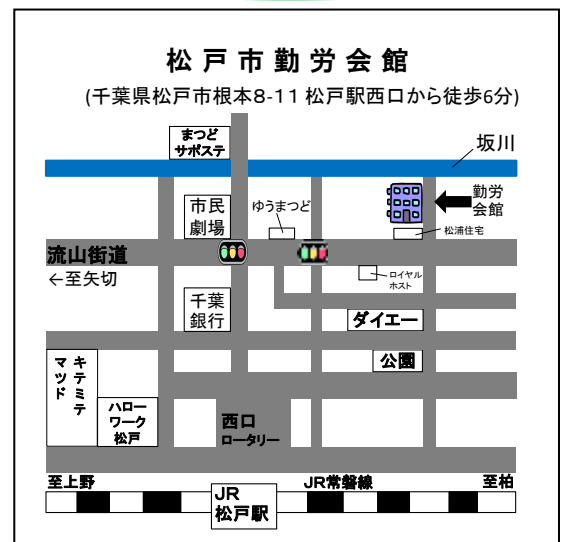 松戸市勤労会館
(千葉県松戸市根本8-11 松戸駅西口から徒歩6分)
まつど
サポステ
坂川
市民
劇場
ゆうまつど
勤労
会館
松浦住宅
流山街道
←至矢切
ロイヤル
ホスト
千葉
銀行
ダイエー
公園
キテミテ
マツド
ハロー
ワーク
松戸
西口
ロータリー
至上野
JR常磐線
至柏
JR
松戸駅